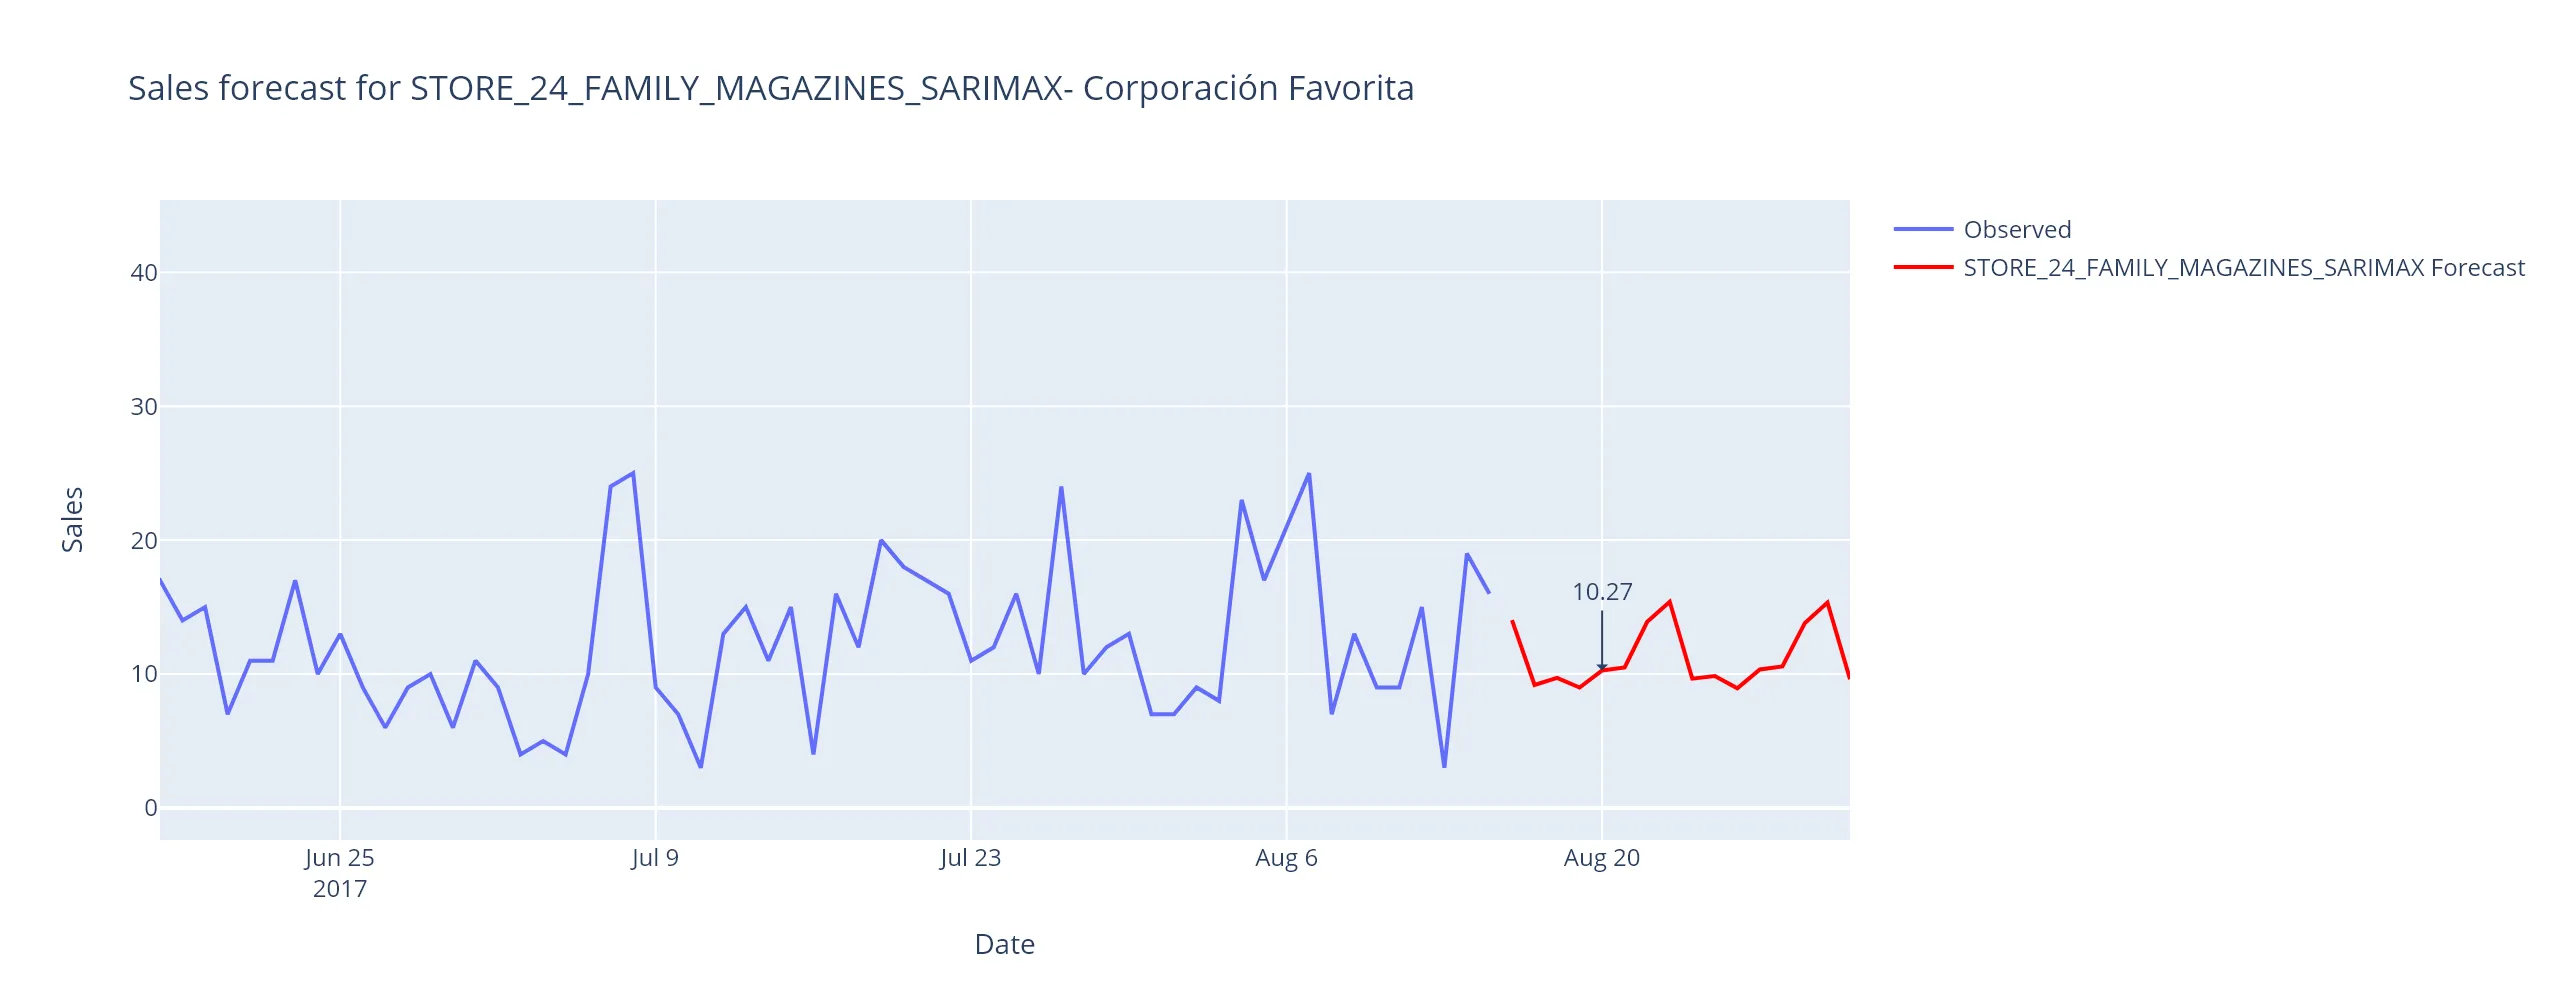 Sales forecast for STORE_24_FAMILY_MAGAZINES_SARIMAX- Corporación Favorita
Observed
STORE_24_FAMILY_MAGAZINES_SARIMAX Forecast
40
30
20
10
0
Sales
10.27
Jun 25
2017
Jul 9
Jul 23
Aug 6
Aug 20
Date